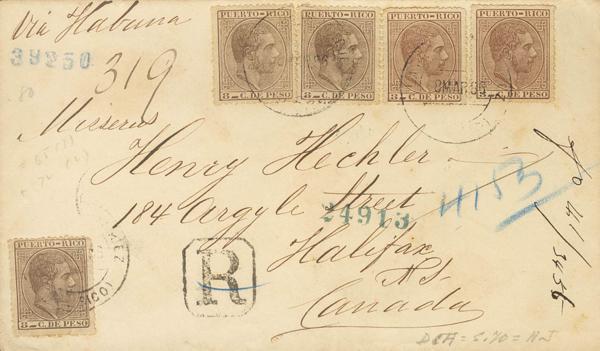 Via Habana
39250
319
PUERTO-RICO PUERTO-RICO PUERTO-RICO PUERTO-RICO
8-C. DE PESO 8-C. DE PESO 8-C. DE PESO 8-C. DE PESO
80
Henry Hechler
184 Argyle Street
24913
4153
Halifax
N.S.
Canada
R
PUERTO-RICO
8-C. DE PESO